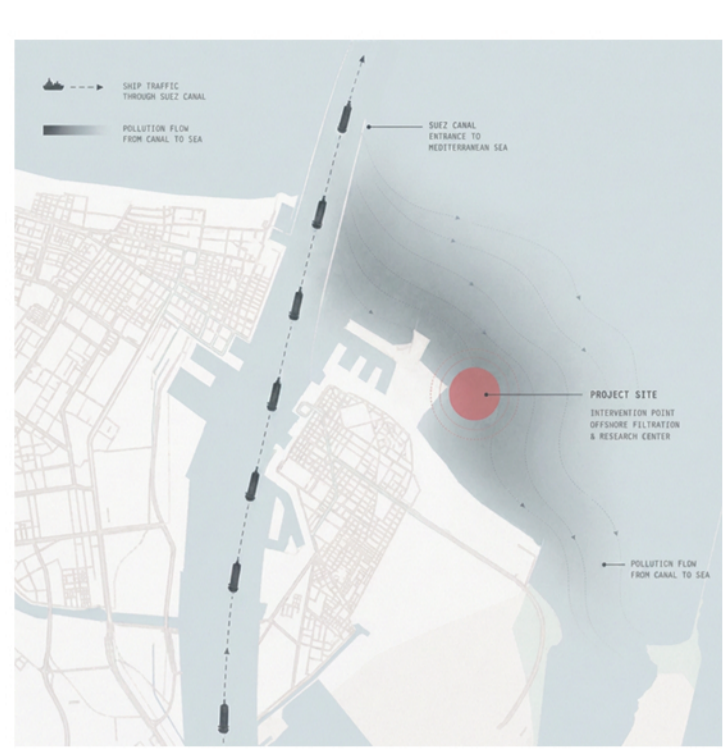 SHIP TRAFFIC
THROUGH SUEZ CANAL
POLLUTION FLOW
FROM CANAL TO SEA
SUEZ CANAL
ENTRANCE TO
MEDITERRANEAN SEA
PROJECT SITE
INTERVENTION POINT
OFFSHORE FILTRATION
& RESEARCH CENTER
POLLUTION FLOW
FROM CANAL TO SEA